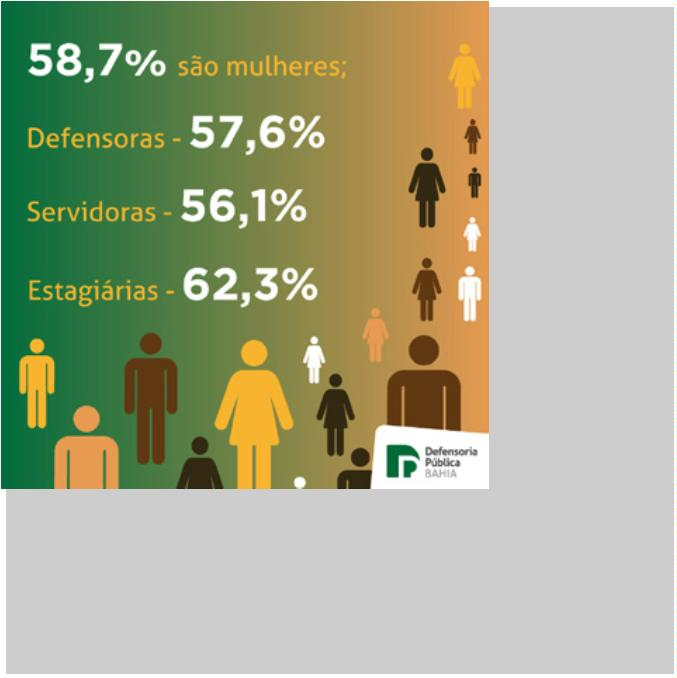 58,7% são mulheres;
Defensoras - 57,6%
Servidoras - 56,1%
Estagiárias - 62,3%
Defensoria
Pública
BAHIA